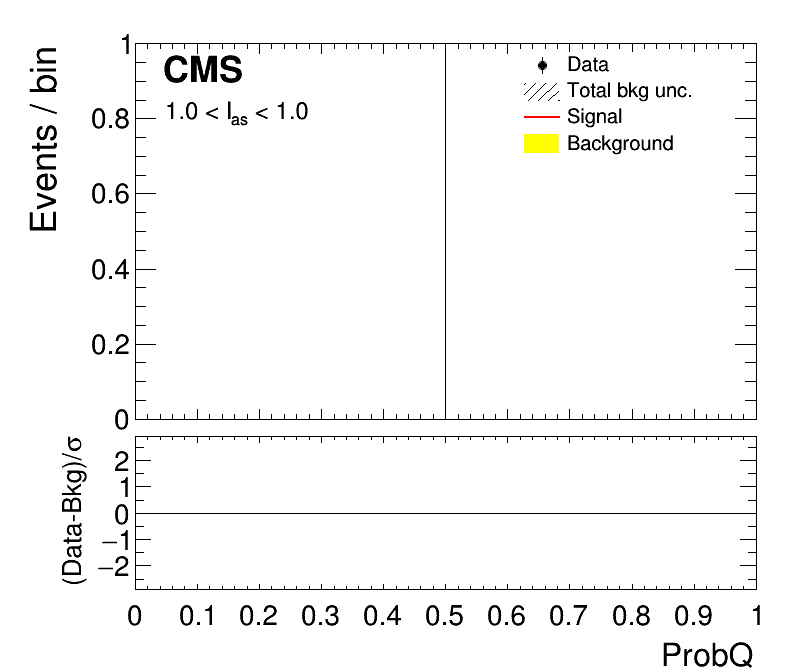 CMS
1.0 < Ias < 1.0
Data
Total bkg unc.
Signal
Background
Events / bin
1
0.8
0.6
0.4
0.2
0
(Data-Bkg)/σ
2
1
0
−1
−2
0 0.1 0.2 0.3 0.4 0.5 0.6 0.7 0.8 0.9 1
ProbQ